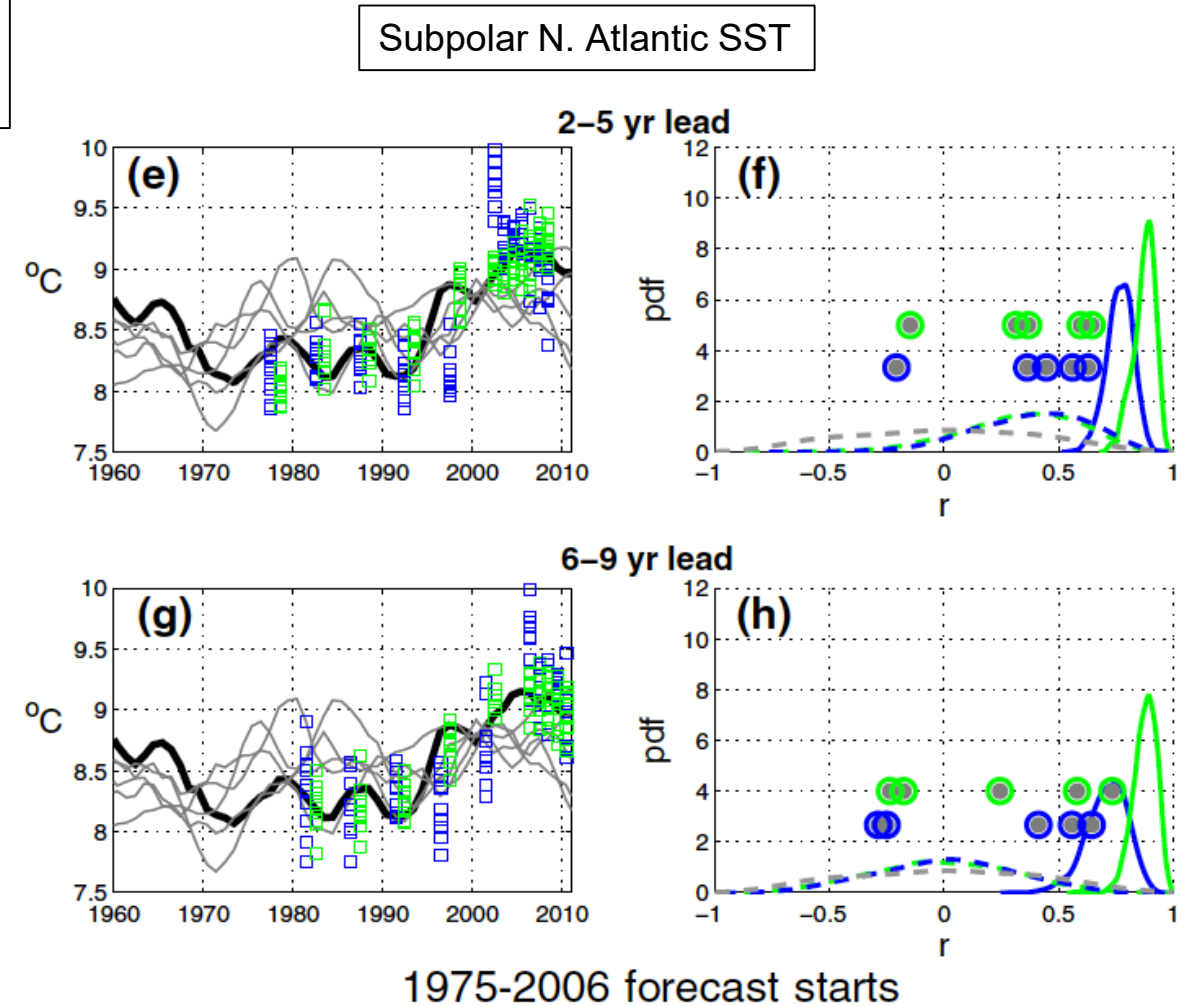 Subpolar N. Atlantic SST
2–5 yr lead
(e)
10
9.5
9
8.5
8
7.5
ºC
1960 1970 1980 1990 2000 2010
(f)
12
10
8
6
4
2
0
pdf
−1 −0.5 0 0.5 1
r
6–9 yr lead
(g)
10
9.5
9
8.5
8
7.5
ºC
1960 1970 1980 1990 2000 2010
(h)
12
10
8
6
4
2
0
pdf
−1 −0.5 0 0.5 1
r
1975-2006 forecast starts